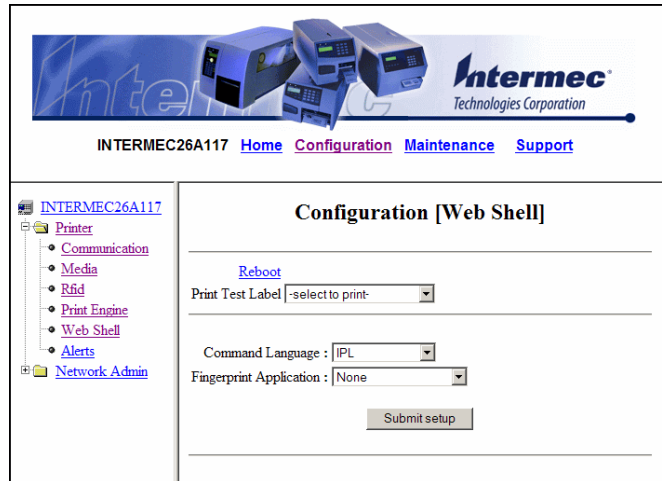 Intermec
Intermec
Technologies Corporation
INTERMEC26A117 Home Configuration Maintenance Support
INTERMEC26A117
Printer
Communication
Media
Rfid
Print Engine
Web Shell
Alerts
Network Admin
Configuration [Web Shell]
Reboot
Print Test Label -select to print-
Command Language : IPL
Fingerprint Application : None
Submit setup